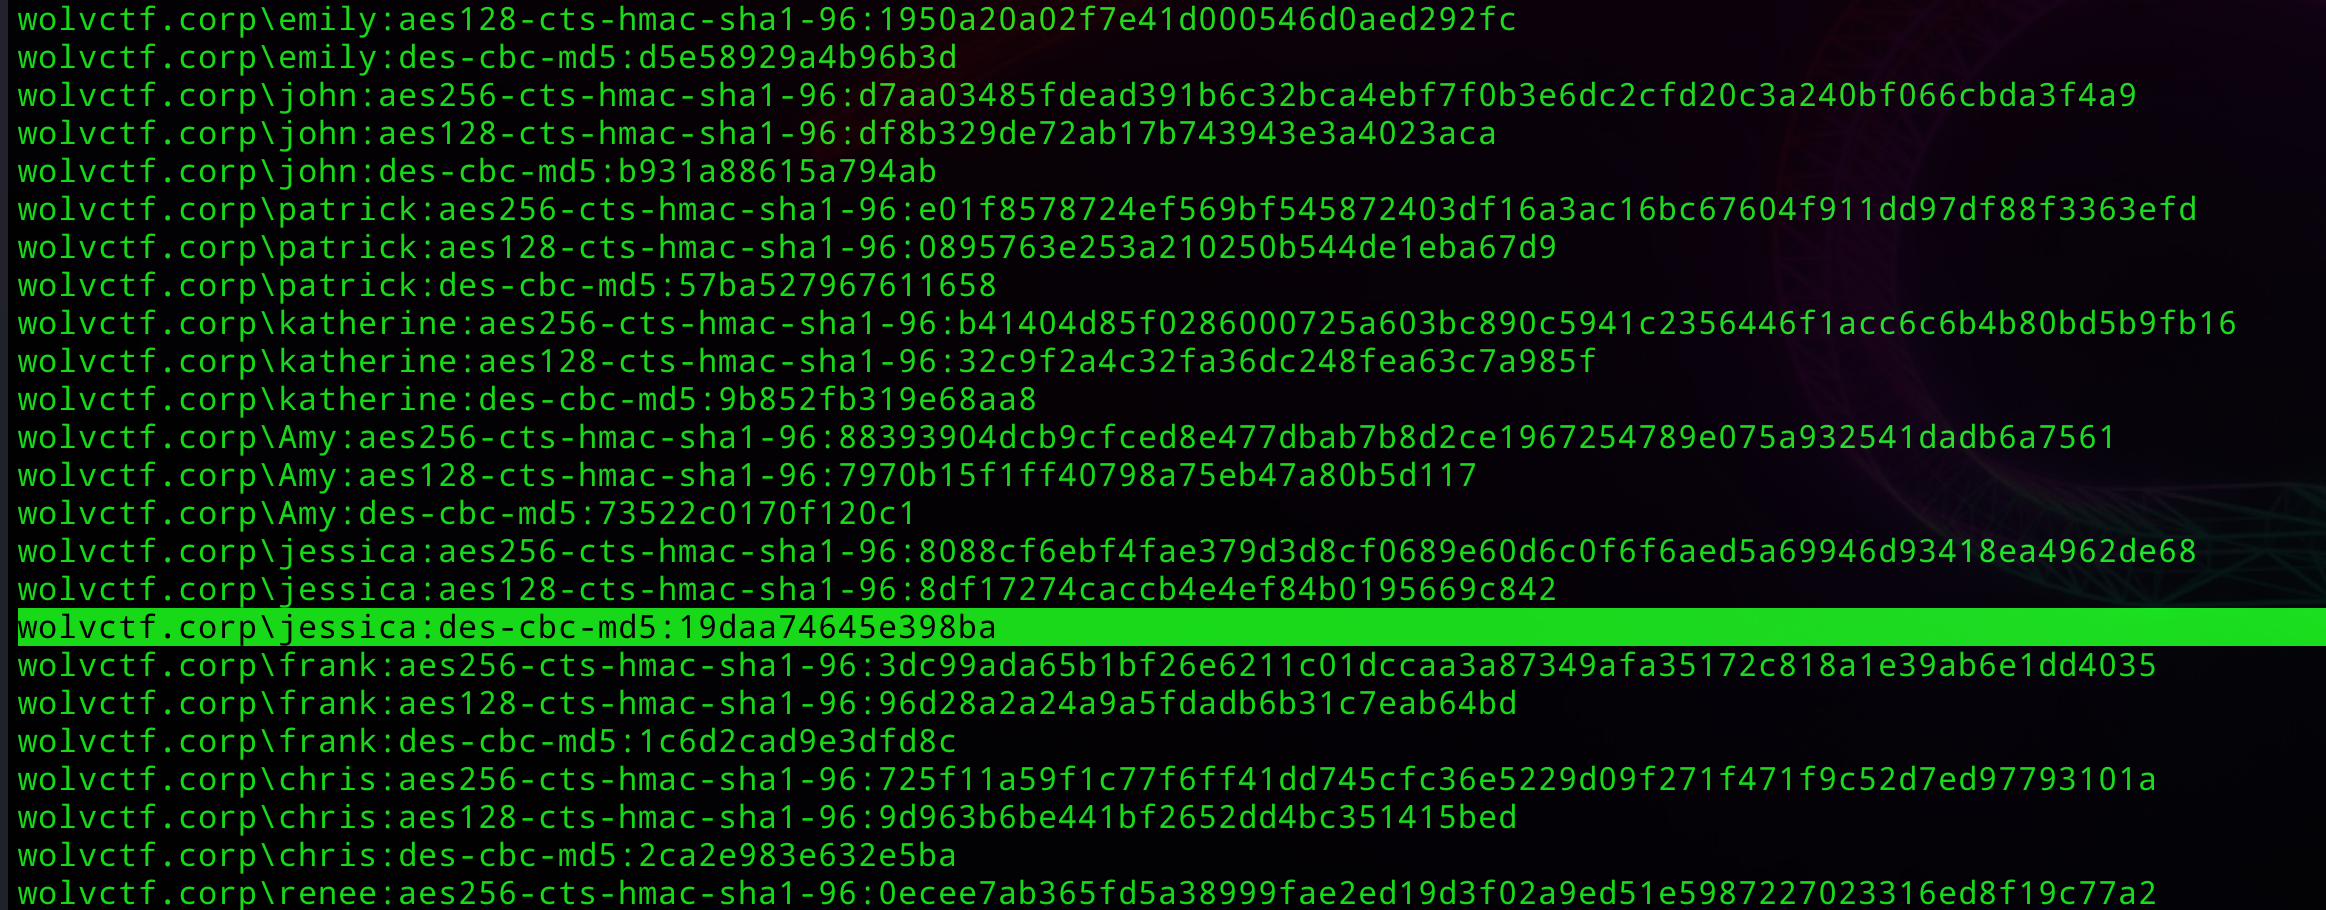 wolvctf.corp\emily:aes128-cts-hmac-sha1-96:1950a20a02f7e41d000546d0aed292fc
wolvctf.corp\emily:des-cbc-md5:d5e58929a4b96b3d
wolvctf.corp\john:aes256-cts-hmac-sha1-96:d7aa03485fdead391b6c32bca4ebf7f0b3e6dc2cfd20c3a240bf066cbda3f4a9
wolvctf.corp\john:aes128-cts-hmac-sha1-96:df8b329de72ab17b743943e3a4023aca
wolvctf.corp\john:des-cbc-md5:b931a88615a794ab
wolvctf.corp\patrick:aes256-cts-hmac-sha1-96:e01f8578724ef569bf545872403df16a3ac16bc67604f911dd97df88f3363efd
wolvctf.corp\patrick:aes128-cts-hmac-sha1-96:0895763e253a210250b544de1eba67d9
wolvctf.corp\patrick:des-cbc-md5:57ba527967611658
wolvctf.corp\katherine:aes256-cts-hmac-sha1-96:b41404d85f0286000725a603bc890c5941c2356446f1acc6c6b4b80bd5b9fb16
wolvctf.corp\katherine:aes128-cts-hmac-sha1-96:32c9f2a4c32fa36dc248fea63c7a985f
wolvctf.corp\katherine:des-cbc-md5:9b852fb319e68aa8
wolvctf.corp\Amy:aes256-cts-hmac-sha1-96:88393904dcb9cfced8e477dbab7b8d2ce1967254789e075a932541dadb6a7561
wolvctf.corp\Amy:aes128-cts-hmac-sha1-96:7970b15f1ff40798a75eb47a80b5d117
wolvctf.corp\Amy:des-cbc-md5:73522c0170f120c1
wolvctf.corp\jessica:aes256-cts-hmac-sha1-96:8088cf6ebf4fae379d3d8cf0689e60d6c0f6f6aed5a69946d93418ea4962de68
wolvctf.corp\jessica:aes128-cts-hmac-sha1-96:8df17274caccb4e4ef84b0195669c842
wolvctf.corp\jessica:des-cbc-md5:19daa74645e398ba
wolvctf.corp\frank:aes256-cts-hmac-sha1-96:3dc99ada65b1bf26e6211c01dccaa3a87349afa35172c818a1e39ab6e1dd4035
wolvctf.corp\frank:aes128-cts-hmac-sha1-96:96d28a2a24a9a5fdadb6b31c7eab64bd
wolvctf.corp\frank:des-cbc-md5:1c6d2cad9e3dfd8c
wolvctf.corp\chris:aes256-cts-hmac-sha1-96:725f11a59f1c77f6ff41dd745cfc36e5229d09f271f471f9c52d7ed97793101a
wolvctf.corp\chris:aes128-cts-hmac-sha1-96:9d963b6be441bf2652dd4bc351415bed
wolvctf.corp\chris:des-cbc-md5:2ca2e983e632e5ba
wolvctf.corp\renee:aes256-cts-hmac-sha1-96:0ecee7ab365fd5a38999fae2ed19d3f02a9ed51e5987227023316ed8f19c77a2